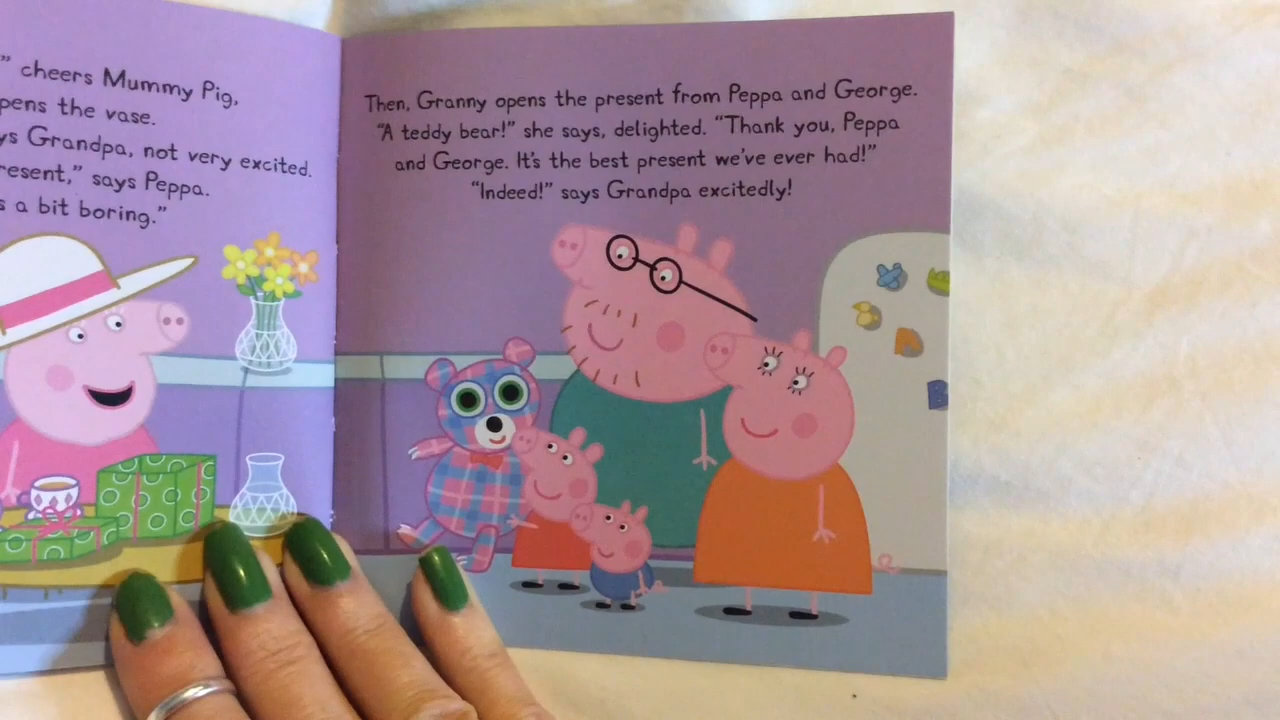 " cheers Mummy Pig,
pens the vase.
ys Grandpa, not very excited.
resent," says Peppa.
s a bit boring."
Then, Granny opens the present from Peppa and George.
"A teddy bear!" she says, delighted. "Thank you, Peppa
and George. It's the best present we've ever had!"
"Indeed!" says Grandpa excitedly!